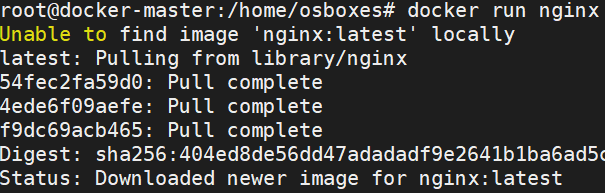 root@docker-master:/home/osboxes# docker run nginx
Unable to find image 'nginx:latest' locally
latest: Pulling from library/nginx
54fec2fa59d0: Pull complete
4ede6f09aefe: Pull complete
f9dc69acb465: Pull complete
Digest: sha256:404ed8de56dd47adadadf9e2641b1ba6ad5c
Status: Downloaded newer image for nginx:latest